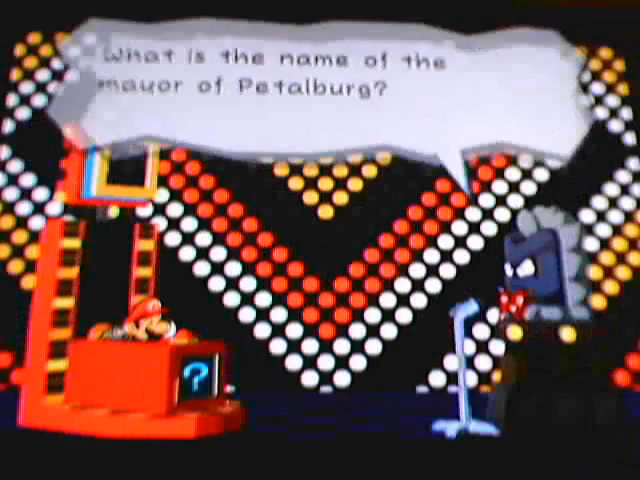 What is the name of the
mayor of Petalburg?
?